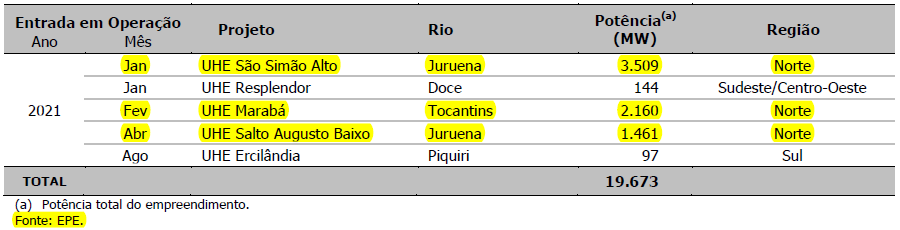 Entrada em Operação Projeto Rio Potência(a) (MW) Região
Ano Mês
Jan UHE São Simão Alto Juruena 3.509 Norte
Jan UHE Resplendor Doce 144 Sudeste/Centro-Oeste
2021 Fev UHE Marabá Tocantins 2.160 Norte
Abr UHE Salto Augusto Baixo Juruena 1.461 Norte
Ago UHE Ercilândia Piquiri 97 Sul
TOTAL 19.673
(a) Potência total do empreendimento.
Fonte: EPE.